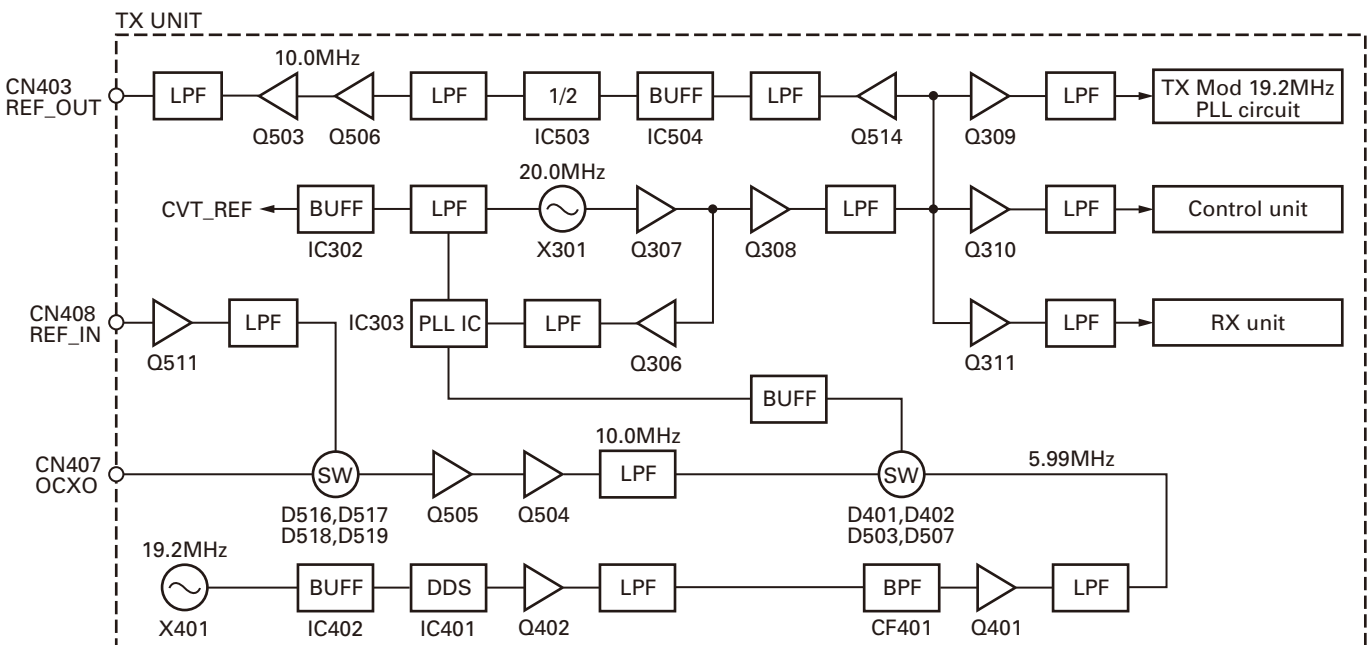 TX UNIT
CN403
REF_OUT
LPF
10.0MHz
Q503
Q506
LPF
1/2
IC503
BUFF
IC504
LPF
Q514
Q309
LPF
TX Mod 19.2MHz
PLL circuit
CVT_REF
BUFF
IC302
LPF
20.0MHz
X301
Q307
Q308
LPF
Q310
LPF
Control unit
CN408
REF_IN
Q511
LPF
IC303
PLL IC
LPF
Q306
Q311
LPF
RX unit
BUFF
CN407
OCXO
SW
D516,D517
D518,D519
Q505
Q504
10.0MHz
LPF
SW
D401,D402
D503,D507
5.99MHz
19.2MHz
X401
BUFF
IC402
DDS
IC401
Q402
LPF
BPF
CF401
Q401
LPF